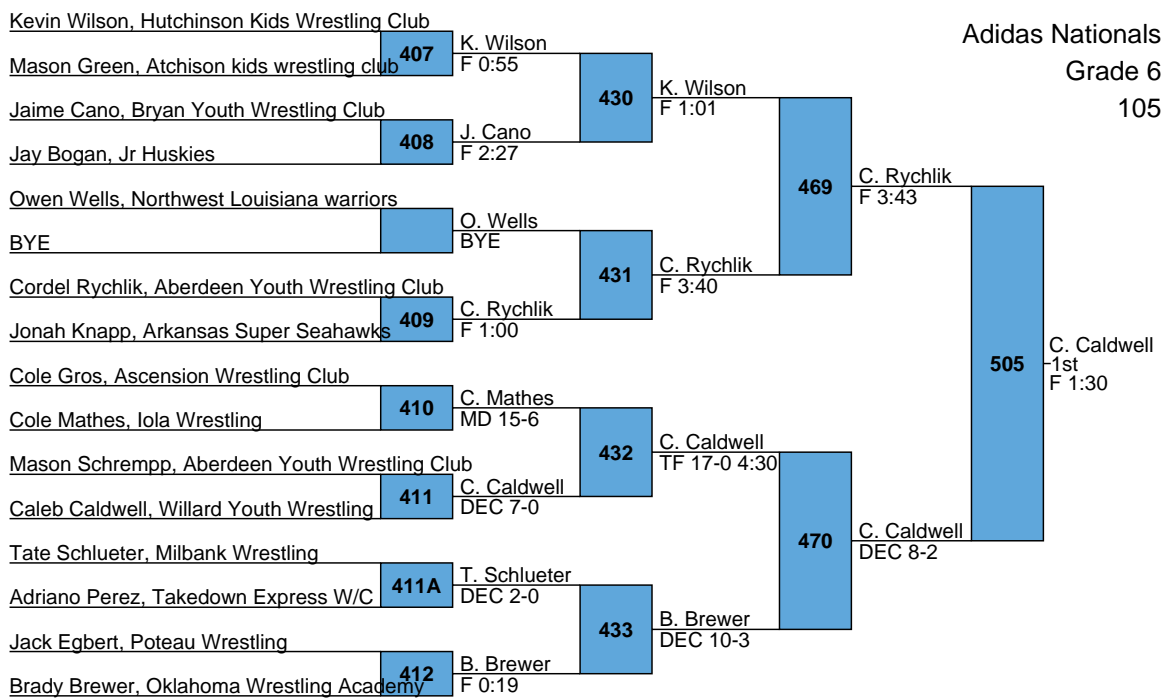 Adidas Nationals
Grade 6
105
Kevin Wilson, Hutchinson Kids Wrestling Club
407
K. Wilson
F 0:55
Mason Green, Atchison kids wrestling club
430
K. Wilson
F 1:01
Jaime Cano, Bryan Youth Wrestling Club
408
J. Cano
F 2:27
Jay Bogan, Jr Huskies
469
C. Rychlik
F 3:43
Owen Wells, Northwest Louisiana warriors
O. Wells
BYE
BYE
431
C. Rychlik
F 3:40
Cordel Rychlik, Aberdeen Youth Wrestling Club
409
C. Rychlik
F 1:00
Jonah Knapp, Arkansas Super Seahawks
505
C. Caldwell
1st
F 1:30
Cole Gros, Ascension Wrestling Club
410
C. Mathes
MD 15-6
Cole Mathes, Iola Wrestling
432
C. Caldwell
TF 17-0 4:30
Mason Schrempp, Aberdeen Youth Wrestling Club
411
C. Caldwell
DEC 7-0
Caleb Caldwell, Willard Youth Wrestling
470
C. Caldwell
DEC 8-2
Tate Schlueter, Milbank Wrestling
411A
T. Schlueter
DEC 2-0
Adriano Perez, Takedown Express W/C
433
B. Brewer
DEC 10-3
Jack Egbert, Poteau Wrestling
412
B. Brewer
F 0:19
Brady Brewer, Oklahoma Wrestling Academy